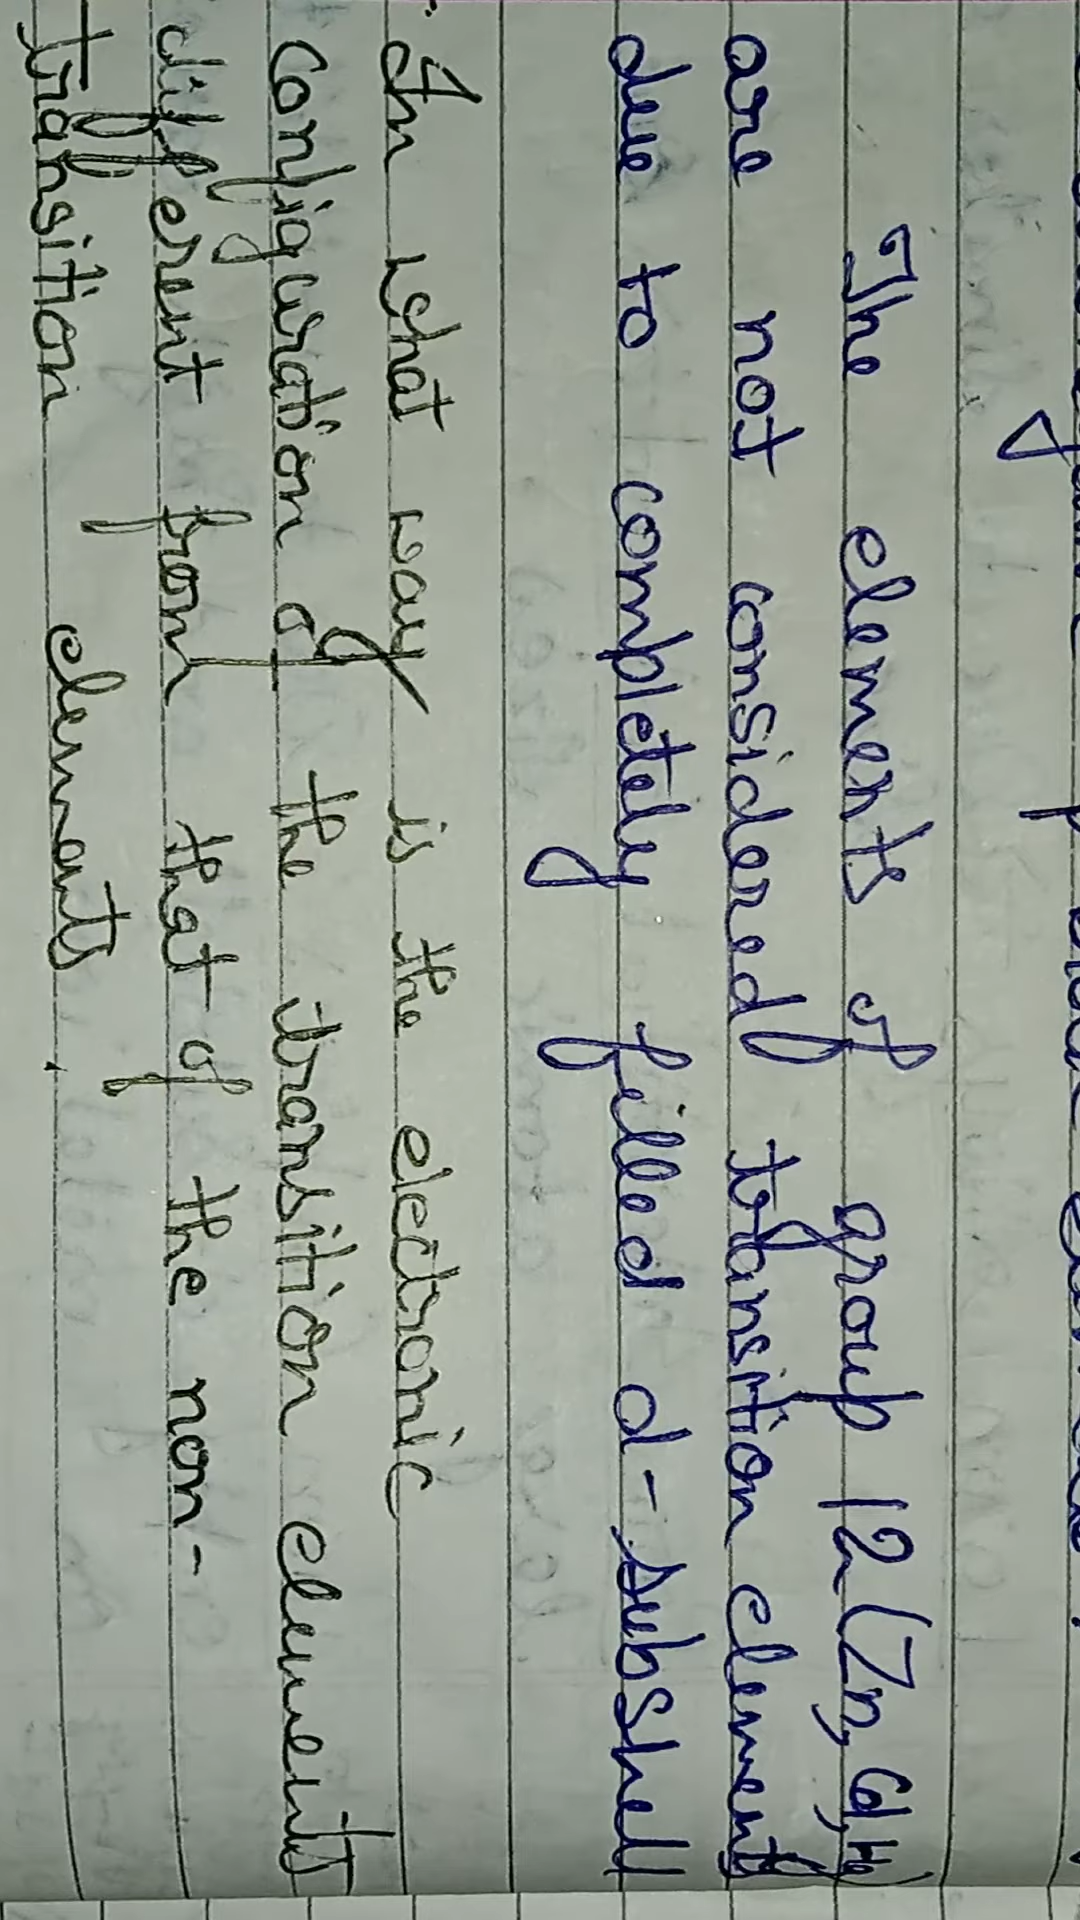 The elements of group 12 (Zn, Cd, Hg)
are not considered transition elements
due to completely filled d-subshell
In what way is the electronic
configuration of the transition elements
different from that of the non-
transition elements.